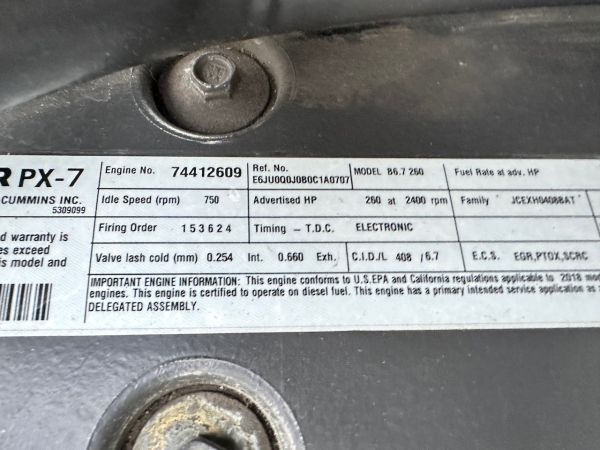 R PX-7
CUMMINS INC.
5309099
warranty is
es exceed
is model and
Engine No. 74412609
Ref. No.
E6JU0Q0J0B0C1A0707
MODEL B6.7 260
Fuel Rate at adv. HP
Idle Speed (rpm) 750
Advertised HP 260 at 2400 rpm
Family JCEXH0408BAT
Firing Order 1 5 3 6 2 4
Timing - T.D.C. ELECTRONIC
Valve lash cold (mm) 0.254 Int. 0.660 Exh.
C.I.D./L 408 /6.7
E.C.S. EGR,PTOX,SCRC
IMPORTANT ENGINE INFORMATION: This engine conforms to U.S.EPA and California regulations applicable to 2018
engines. This engine is certified to operate on diesel fuel. This engine has a primary intended service application as
DELEGATED ASSEMBLY.